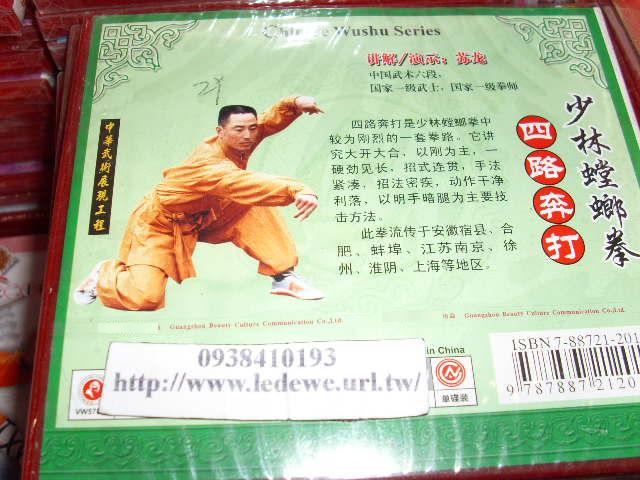 Chinese Wushu Series
讲解/演示：苏龙
中国武术六段，
国家一级武士，国家一级拳师
四路奔打是少林螳螂拳中
较为刚烈的一套拳路。它讲
究大开大合，以刚为主，一
硬劲见长，招式连贯，手法
紧凑，招法密疾，动作干净
利落，以明手暗腿为主要技
击方法。
此拳流传于安徽宿县、合
肥、蚌埠、江苏南京、徐
州、淮阴、上海等地区。
少林螳螂拳
四路奔打
中華武術展現工程
Guangzhou Beauty Culture Communication Co.,Ltd.
Guangzhou Beauty Culture Communication Co.,Ltd.
0938410193
http://www.ledewe.url.tw/
in China
单碟装
ISBN 7-88721-201
9 787887 21201